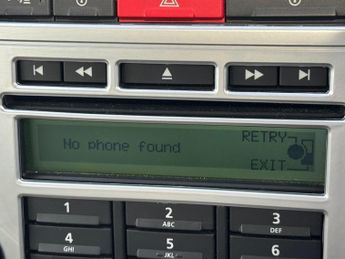 No phone found
RETRY
EXIT
1
2
ABC
3
DEF
4
GHI
5
JKL
6